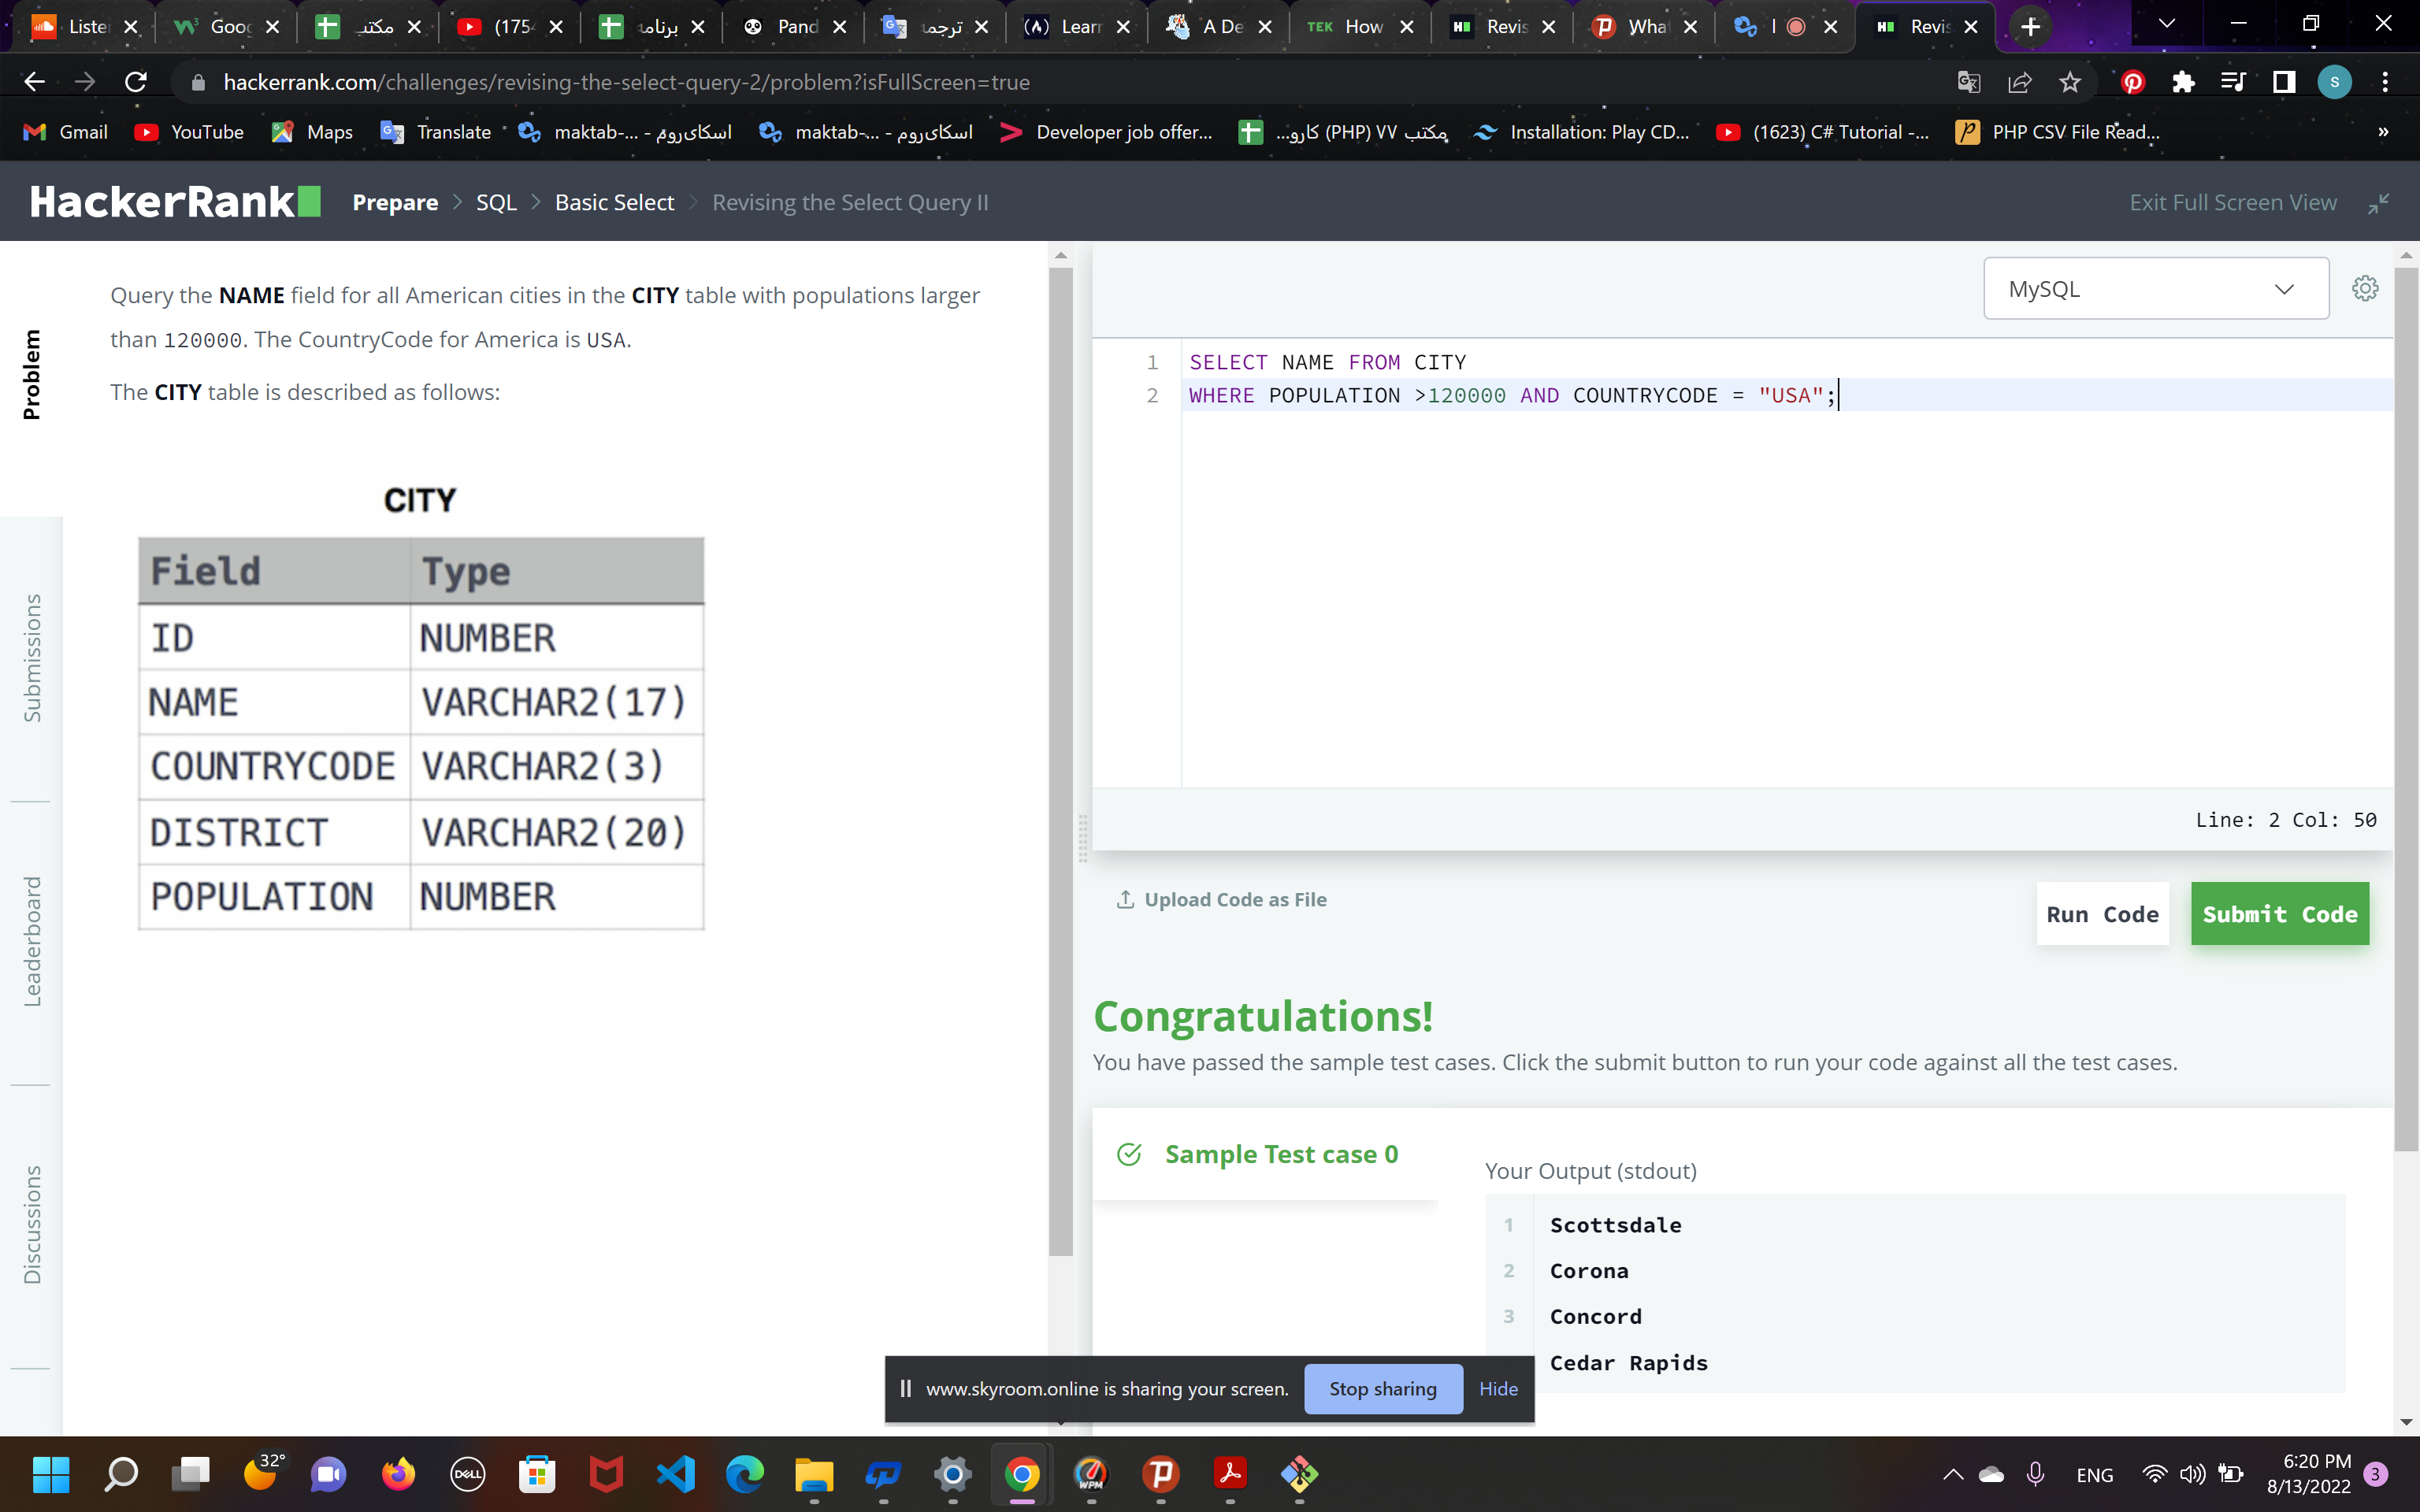 Liste
Goo
مکتب
(175
برنامه
Pand
ترجمه
Lear
A De
TEK How
Revis
Wha
Revis
hackerrank.com/challenges/revising-the-select-query-2/problem?isFullScreen=true
S
Gmail
YouTube
Maps
Translate
maktab-... - اسکای‌روم
maktab-... - اسکای‌روم
Developer job offer...
مکتب ۷۷ (PHP) کارو...
Installation: Play CD...
(1623) C# Tutorial -...
PHP CSV File Read...
»
HackerRank
Prepare > SQL > Basic Select > Revising the Select Query II
Exit Full Screen View
Problem
Submissions
Leaderboard
Discussions
Query the NAME field for all American cities in the CITY table with populations larger
than 120000. The CountryCode for America is USA.
The CITY table is described as follows:
CITY
Field Type
ID NUMBER
NAME VARCHAR2(17)
COUNTRYCODE VARCHAR2(3)
DISTRICT VARCHAR2(20)
POPULATION NUMBER
MySQL
1 SELECT NAME FROM CITY
2 WHERE POPULATION >120000 AND COUNTRYCODE = "USA";
Line: 2 Col: 50
Upload Code as File
Run Code
Submit Code
Congratulations!
You have passed the sample test cases. Click the submit button to run your code against all the test cases.
Sample Test case 0
Your Output (stdout)
1 Scottsdale
2 Corona
3 Concord
Cedar Rapids
www.skyroom.online is sharing your screen.
Stop sharing
Hide
32°
DELL
WPM
ENG
6:20 PM
8/13/2022
3